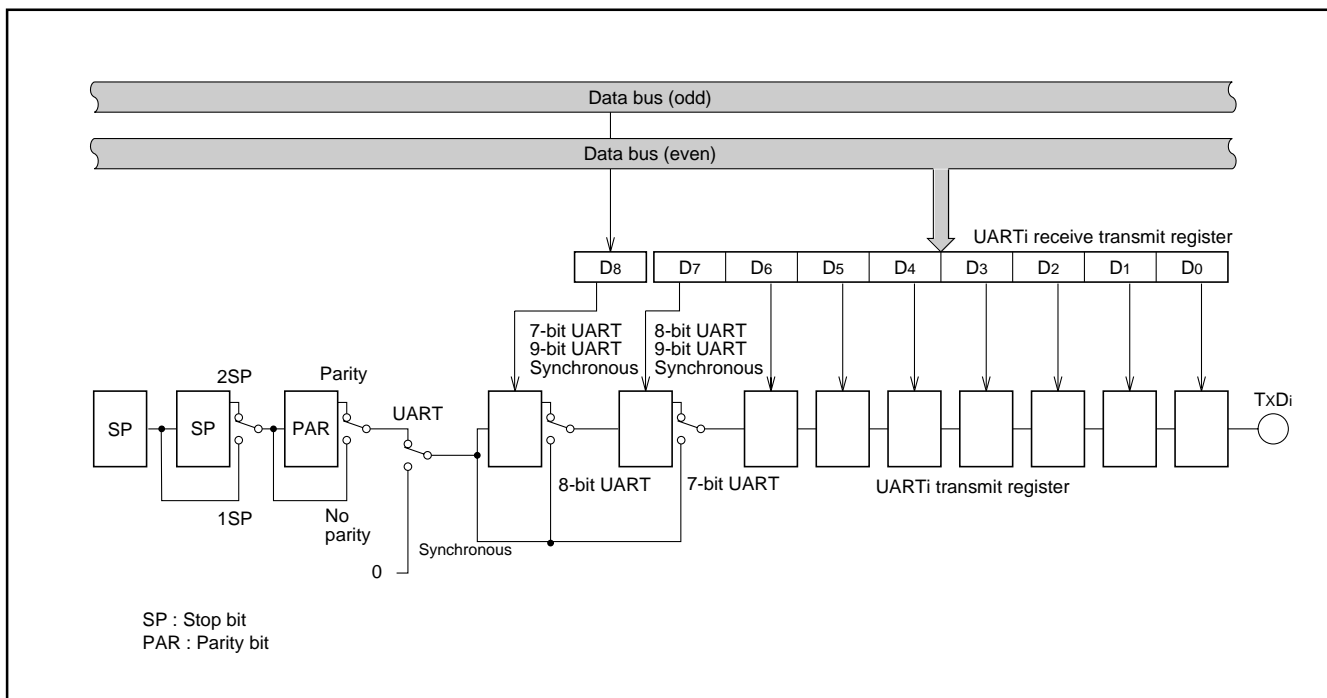 Data bus (odd)
Data bus (even)
UARTi receive transmit register
D8
D7
D6
D5
D4
D3
D2
D1
D0
7-bit UART
9-bit UART
Synchronous
8-bit UART
9-bit UART
Synchronous
2SP
Parity
UART
TXDi
SP
SP
PAR
8-bit UART
7-bit UART
UARTi transmit register
1SP
No
parity
Synchronous
0
SP : Stop bit
PAR : Parity bit